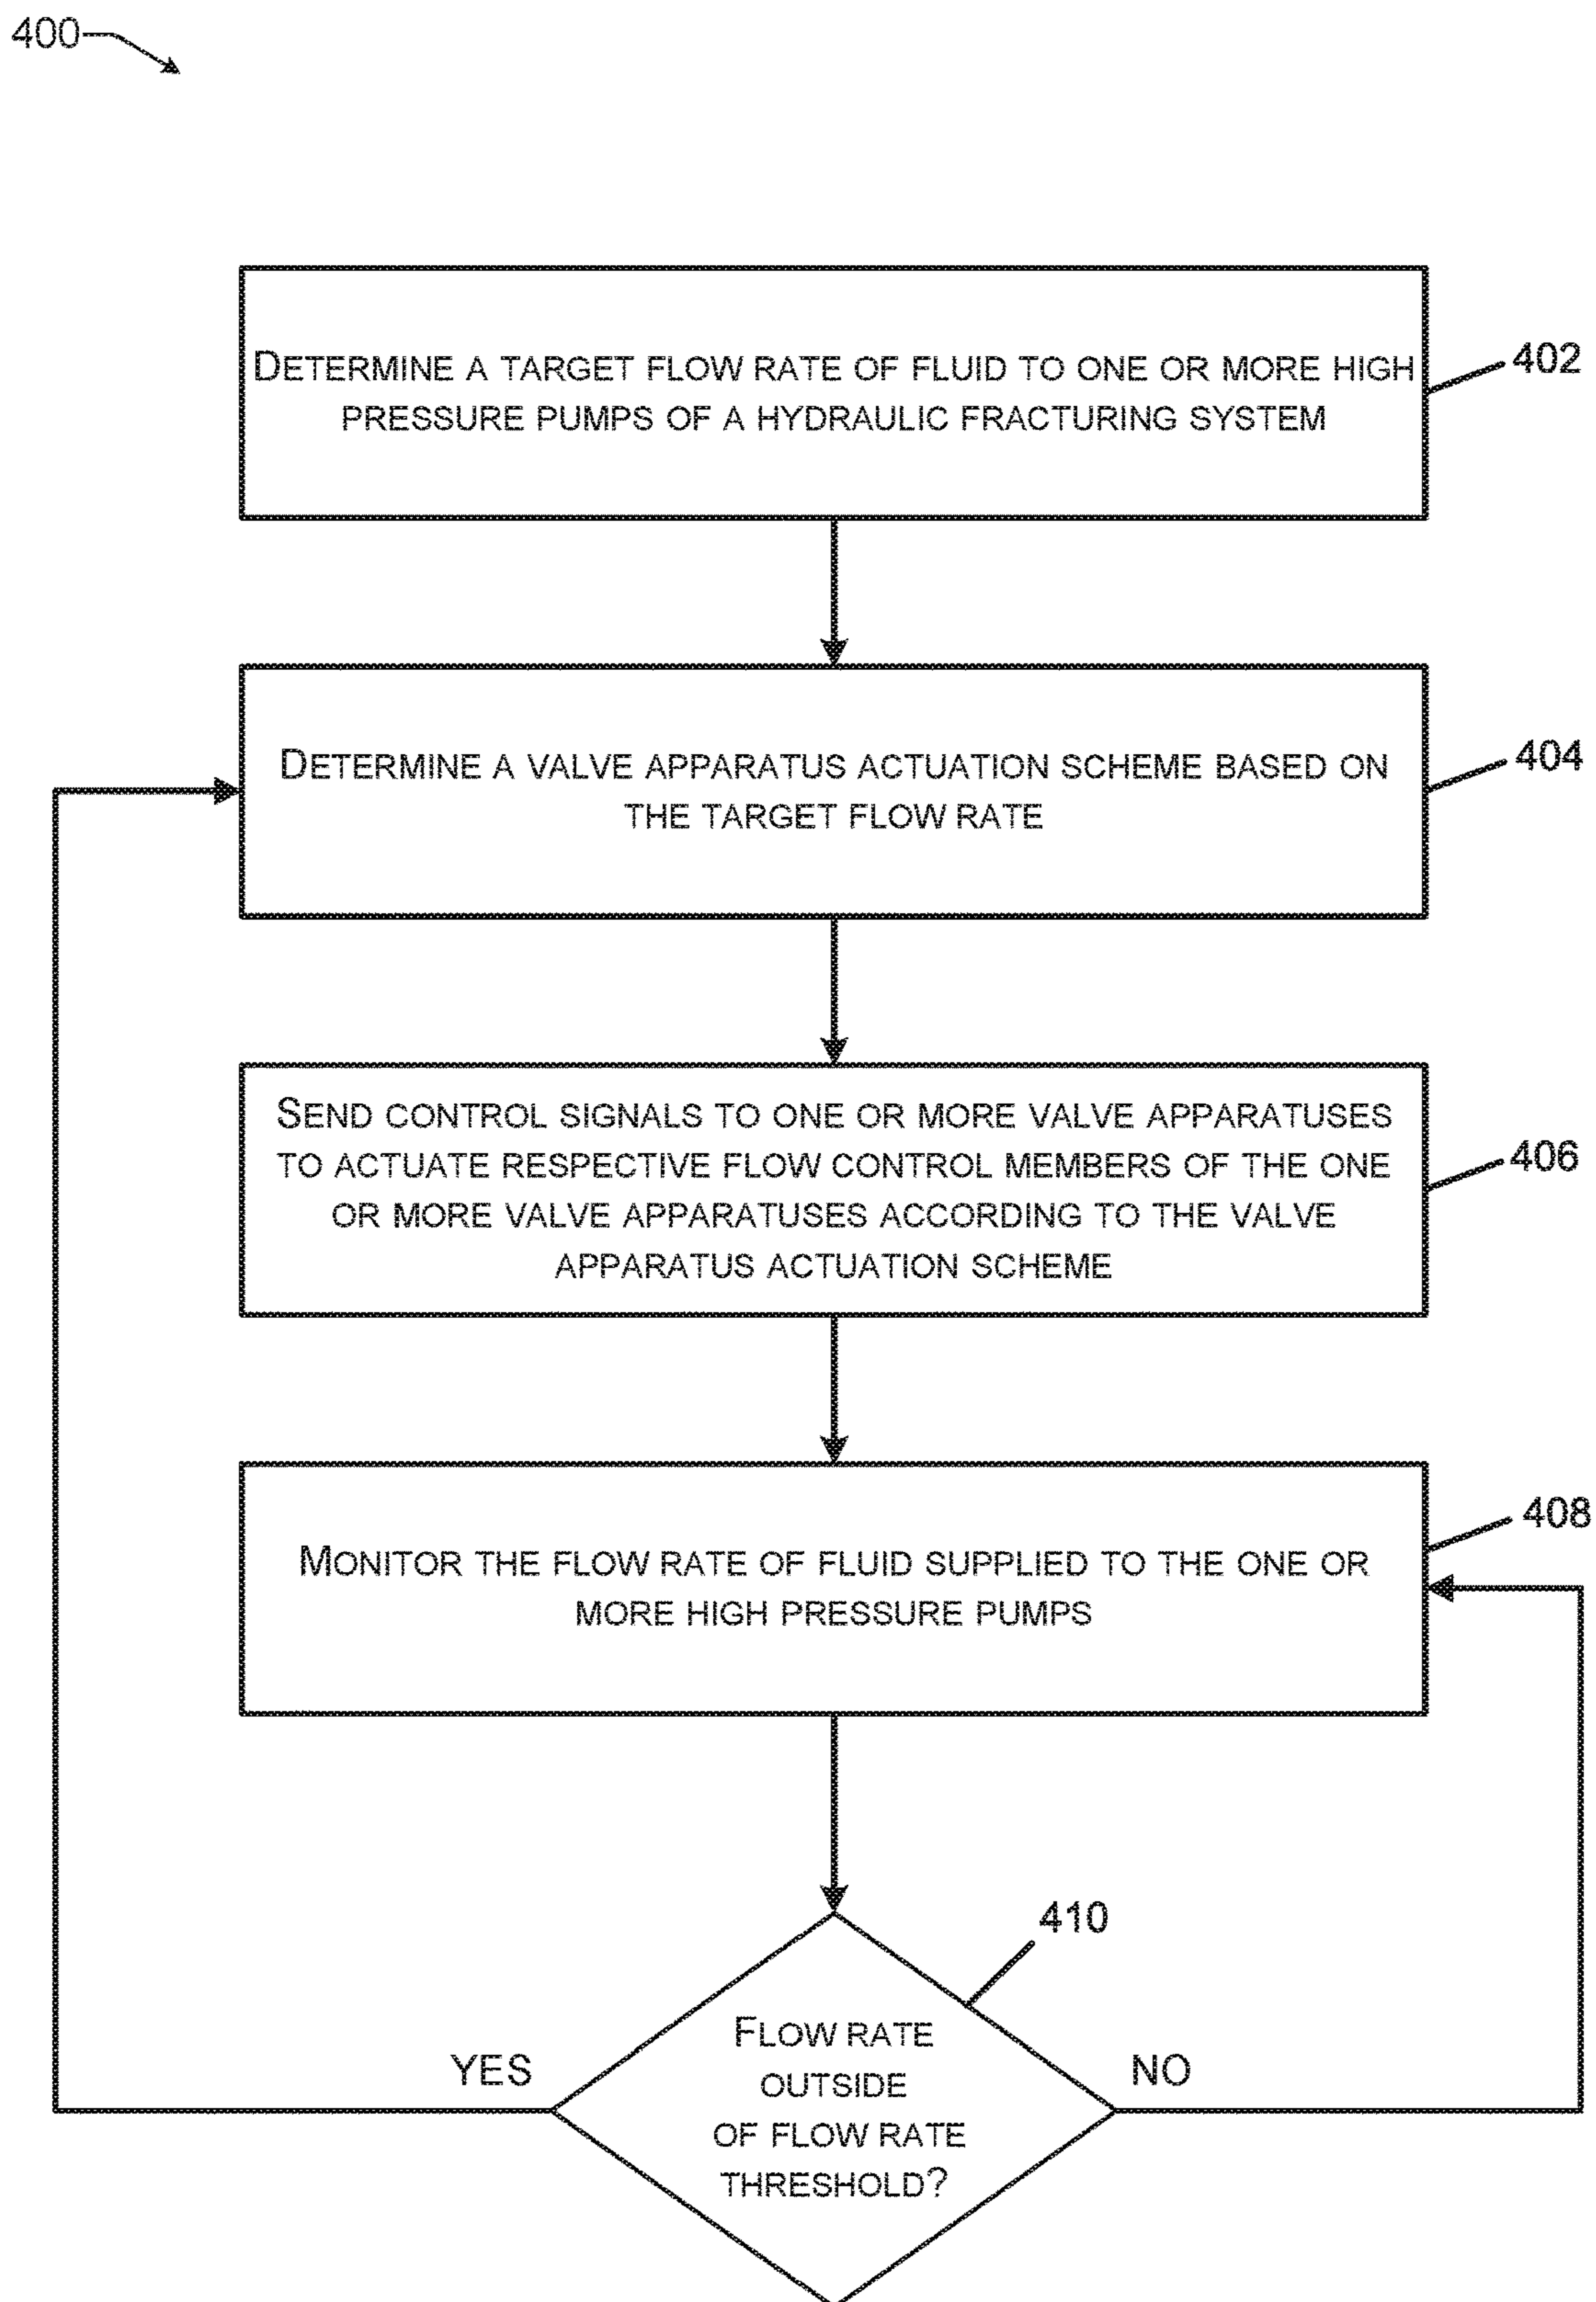 400
DETERMINE A TARGET FLOW RATE OF FLUID TO ONE OR MORE HIGH
PRESSURE PUMPS OF A HYDRAULIC FRACTURING SYSTEM
402
DETERMINE A VALVE APPARATUS ACTUATION SCHEME BASED ON
THE TARGET FLOW RATE
404
SEND CONTROL SIGNALS TO ONE OR MORE VALVE APPARATUSES
TO ACTUATE RESPECTIVE FLOW CONTROL MEMBERS OF THE ONE
OR MORE VALVE APPARATUSES ACCORDING TO THE VALVE
APPARATUS ACTUATION SCHEME
406
MONITOR THE FLOW RATE OF FLUID SUPPLIED TO THE ONE OR
MORE HIGH PRESSURE PUMPS
408
410
FLOW RATE
OUTSIDE
OF FLOW RATE
THRESHOLD?
YES
NO